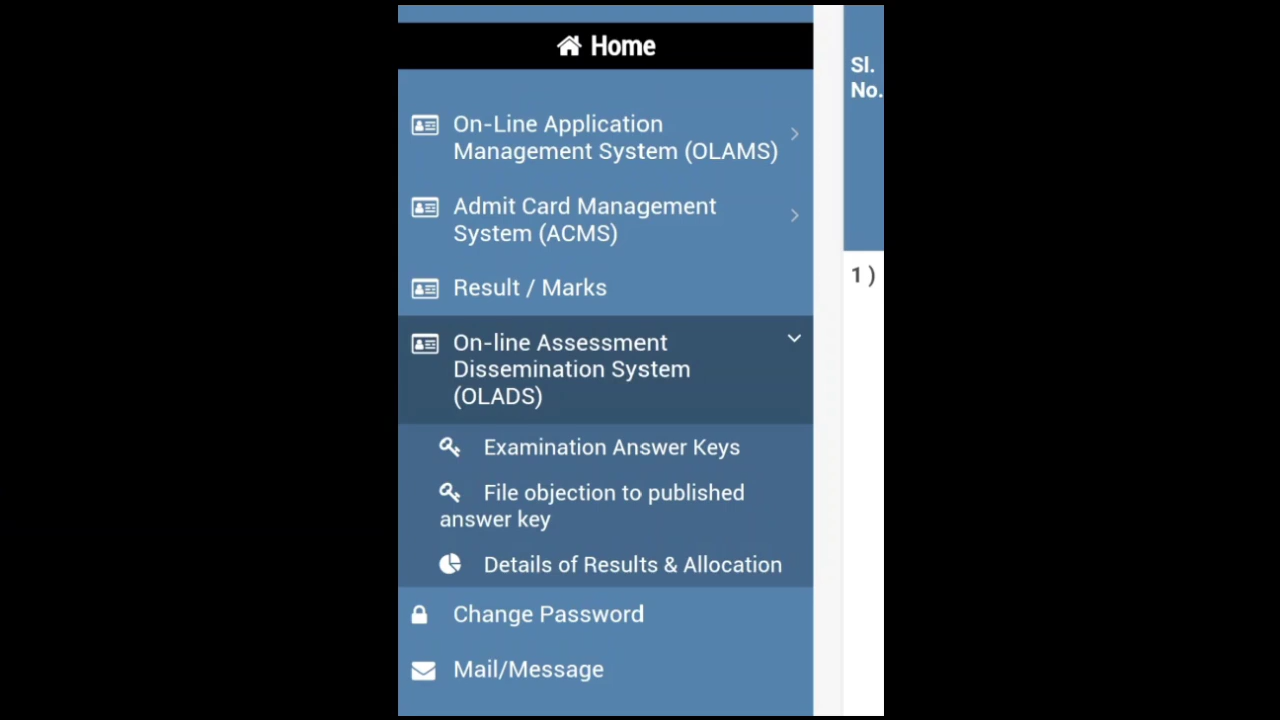 Home
On-Line Application
Management System (OLAMS)
Admit Card Management
System (ACMS)
Result / Marks
On-line Assessment
Dissemination System
(OLADS)
Examination Answer Keys
File objection to published
answer key
Details of Results & Allocation
Change Password
Mail/Message
Sl.
No.
1 )